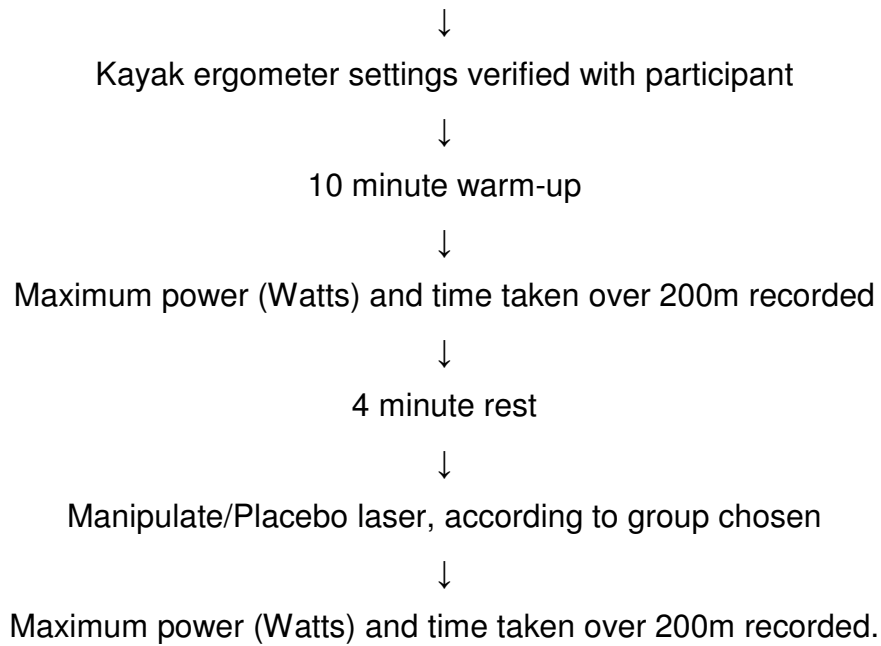 ↓
Kayak ergometer settings verified with participant
↓
10 minute warm-up
↓
Maximum power (Watts) and time taken over 200m recorded
↓
4 minute rest
↓
Manipulate/Placebo laser, according to group chosen
↓
Maximum power (Watts) and time taken over 200m recorded.